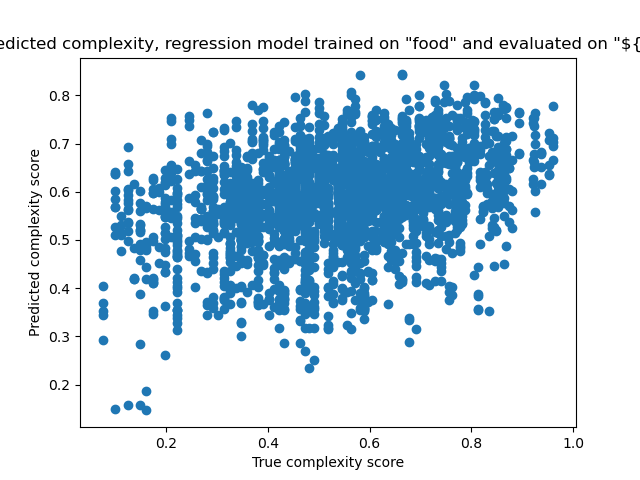 edicted complexity, regression model trained on "food" and evaluated on "${
0.8
0.7
0.6
0.5
0.4
0.3
0.2
Predicted complexity score
0.2 0.4 0.6 0.8 1.0
True complexity score